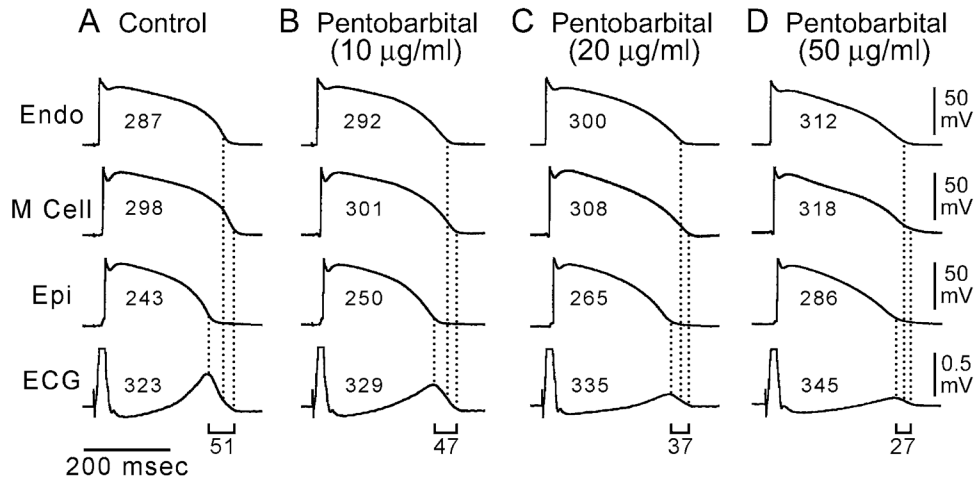 A Control
B Pentobarbital
(10 µg/ml)
C Pentobarbital
(20 µg/ml)
D Pentobarbital
(50 µg/ml)
Endo
287
292
300
312
50
mV
M Cell
298
301
308
318
50
mV
Epi
243
250
265
286
50
mV
ECG
323
329
335
345
0.5
mV
51
47
37
27
200 msec